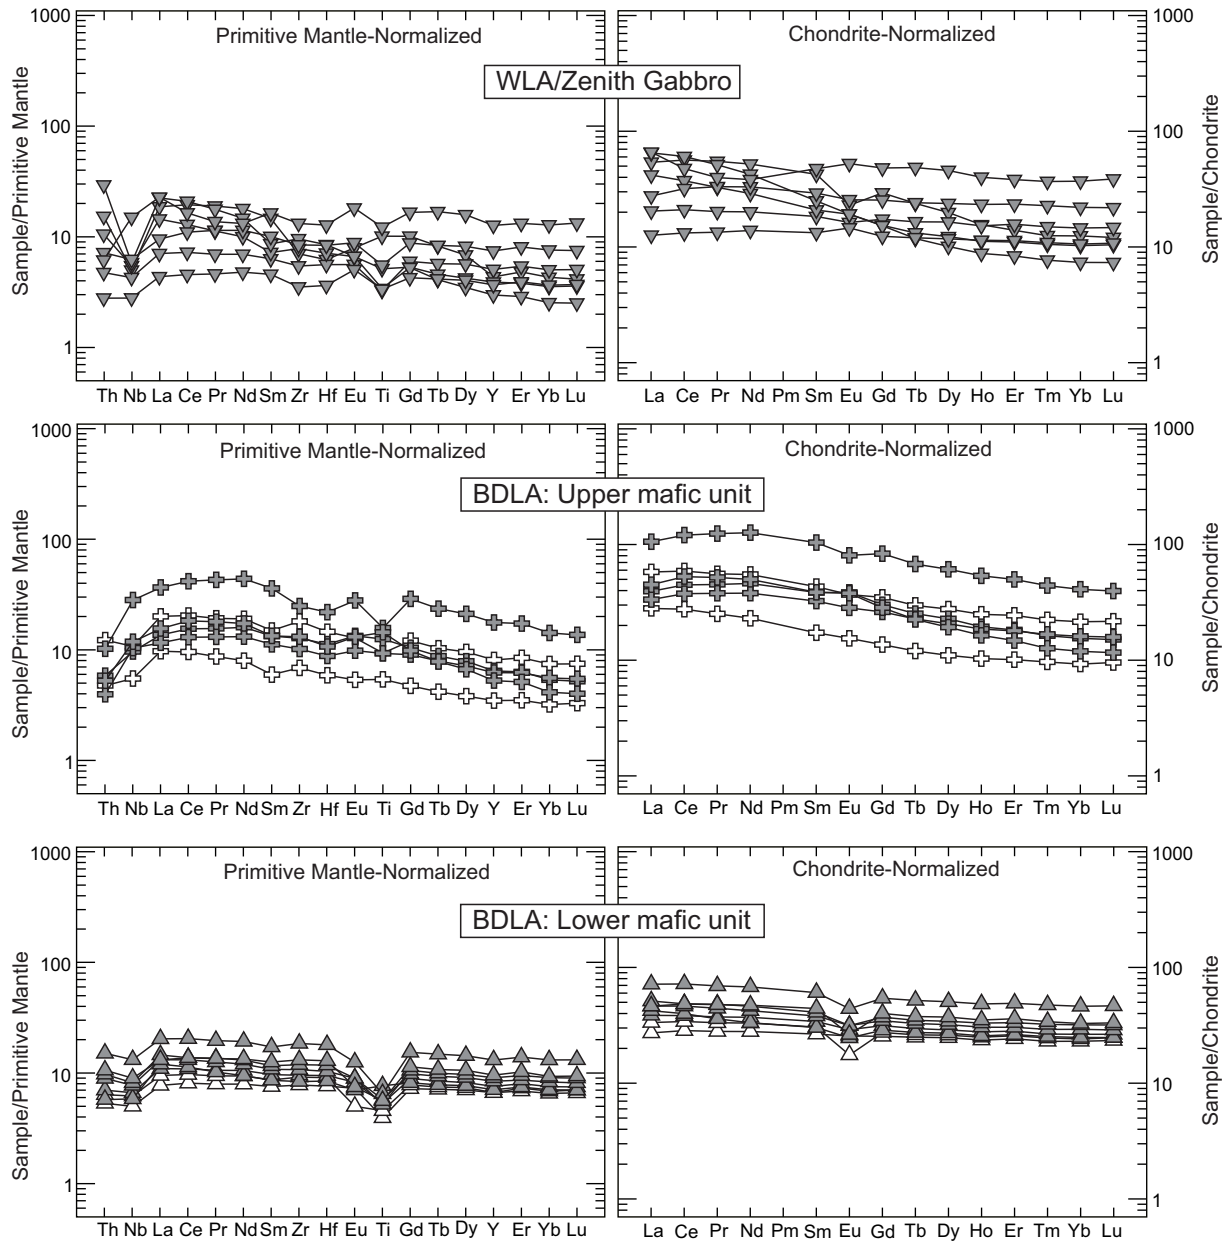 Primitive Mantle-Normalized
Chondrite-Normalized
WLA/Zenith Gabbro
Sample/Primitive Mantle
1000
100
10
1
1000
100
10
1
Sample/Chondrite
Th Nb La Ce Pr Nd Sm Zr Hf Eu Ti Gd Tb Dy Y Er Yb Lu
La Ce Pr Nd Pm Sm Eu Gd Tb Dy Ho Er Tm Yb Lu
Primitive Mantle-Normalized
Chondrite-Normalized
BDLA: Upper mafic unit
Sample/Primitive Mantle
1000
100
10
1
1000
100
10
1
Sample/Chondrite
Th Nb La Ce Pr Nd Sm Zr Hf Eu Ti Gd Tb Dy Y Er Yb Lu
La Ce Pr Nd Pm Sm Eu Gd Tb Dy Ho Er Tm Yb Lu
Primitive Mantle-Normalized
Chondrite-Normalized
BDLA: Lower mafic unit
Sample/Primitive Mantle
1000
100
10
1
1000
100
10
1
Sample/Chondrite
Th Nb La Ce Pr Nd Sm Zr Hf Eu Ti Gd Tb Dy Y Er Yb Lu
La Ce Pr Nd Pm Sm Eu Gd Tb Dy Ho Er Tm Yb Lu